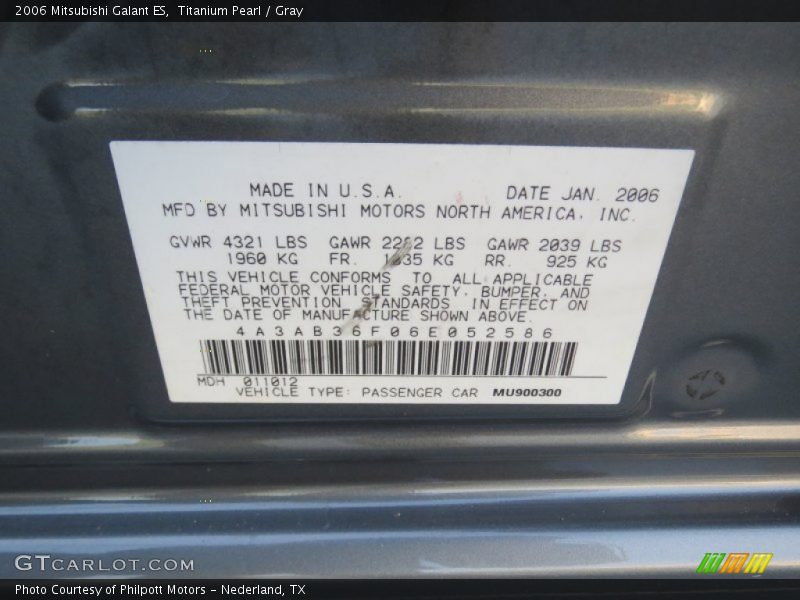 2006 Mitsubishi Galant ES, Titanium Pearl / Gray
MADE IN U.S.A. DATE JAN. 2006
MFD BY MITSUBISHI MOTORS NORTH AMERICA, INC.
GVWR 4321 LBS GAWR LBS GAWR 2039 LBS
1960 KG FR. 1035 KG RR. 925 KG
THIS VEHICLE CONFORMS TO ALL APPLICABLE
FEDERAL MOTOR VEHICLE SAFETY, BUMPER, AND
THEFT PREVENTION STANDARDS IN EFFECT ON
THE DATE OF MANUFACTURE SHOWN ABOVE.
4A3AB36F06E052586
MDH 011012
VEHICLE TYPE: PASSENGER CAR MU900300
GTCARLOT.COM
Photo Courtesy of Philpott Motors - Nederland, TX